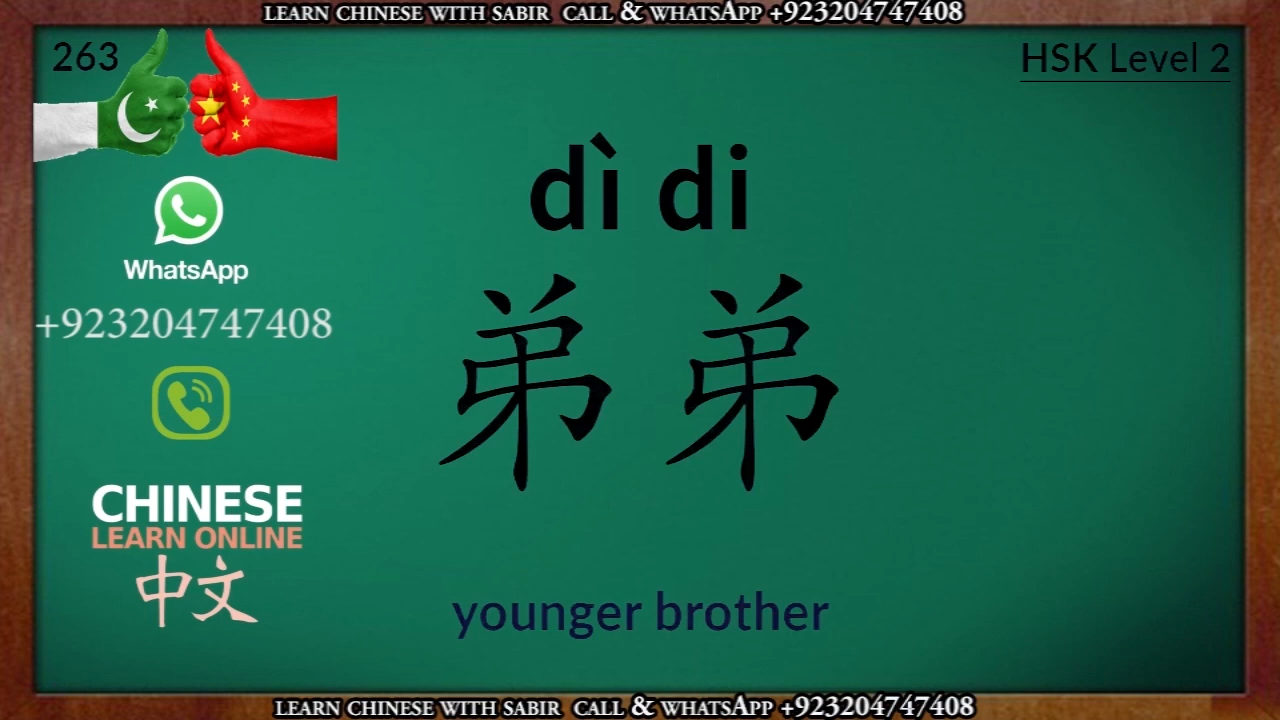 LEARN CHINESE WITH SABIR CALL & WHATSAPP +923204747408
263
HSK Level 2
dì di
弟弟
WhatsApp
+923204747408
CHINESE
LEARN ONLINE
中文
younger brother
LEARN CHINESE WITH SABIR CALL & WHATSAPP +923204747408